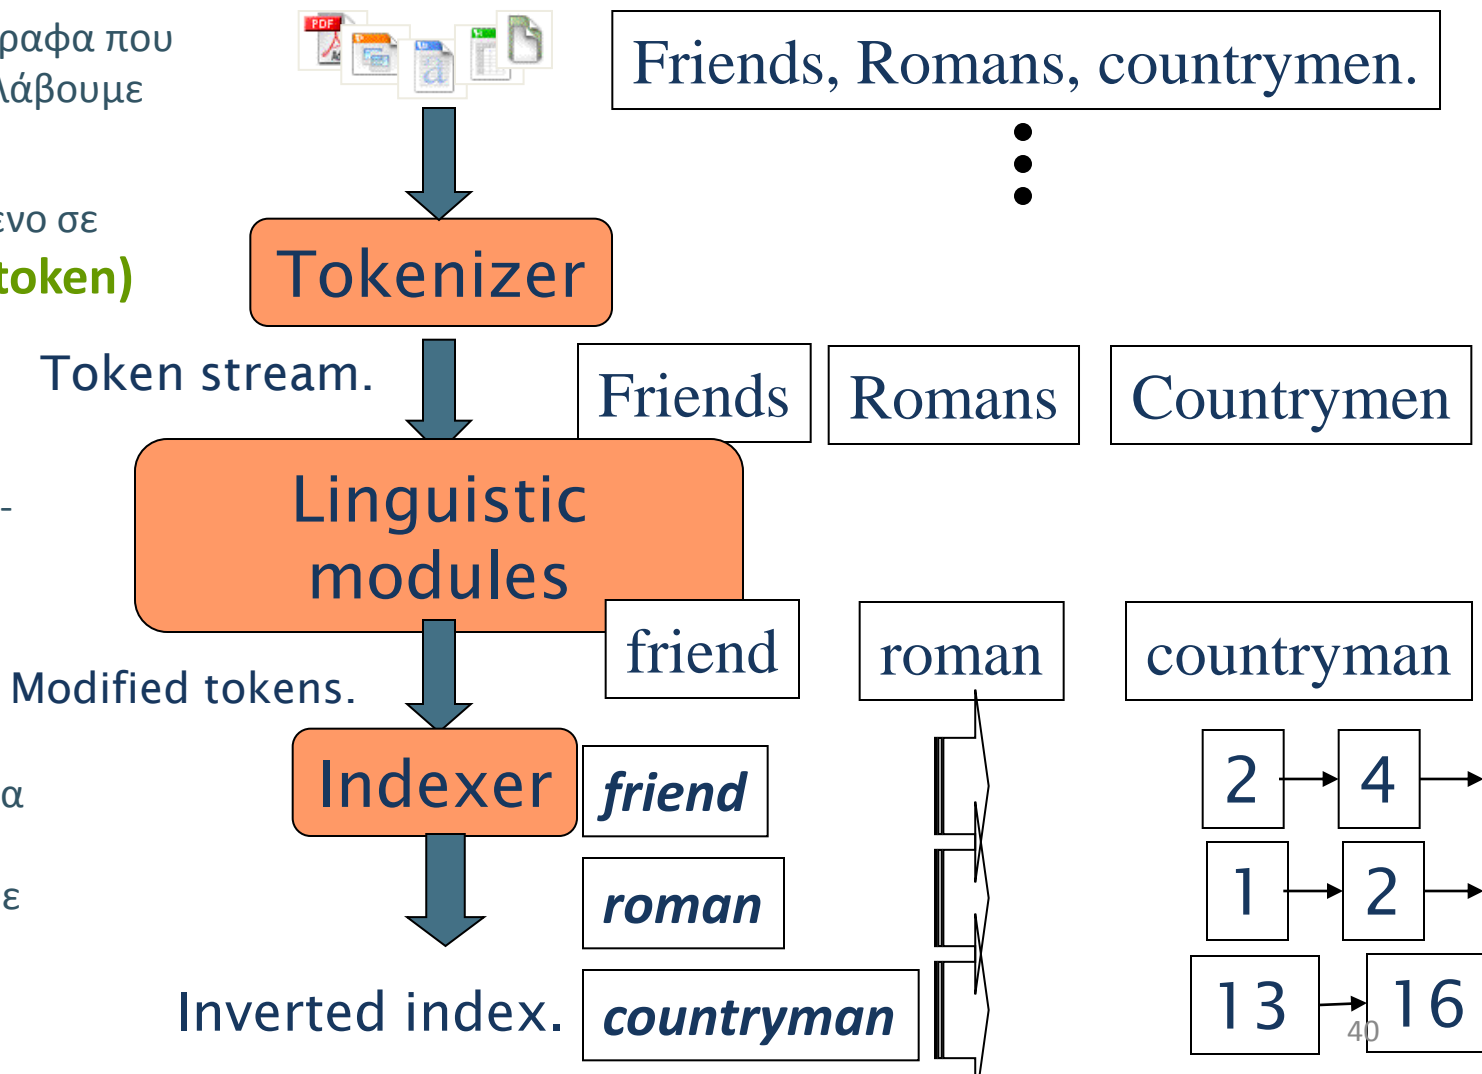 PDF
ραφα που
Friends, Romans, countrymen.
λάβουμε
ενο σε
token)
Tokenizer
Token stream.
Friends
Romans
Countrymen
Linguistic
modules
-
friend
roman
countryman
Modified tokens.
Indexer
friend
2
4
α
roman
1
2
ε
Inverted index.
countryman
13
16
40